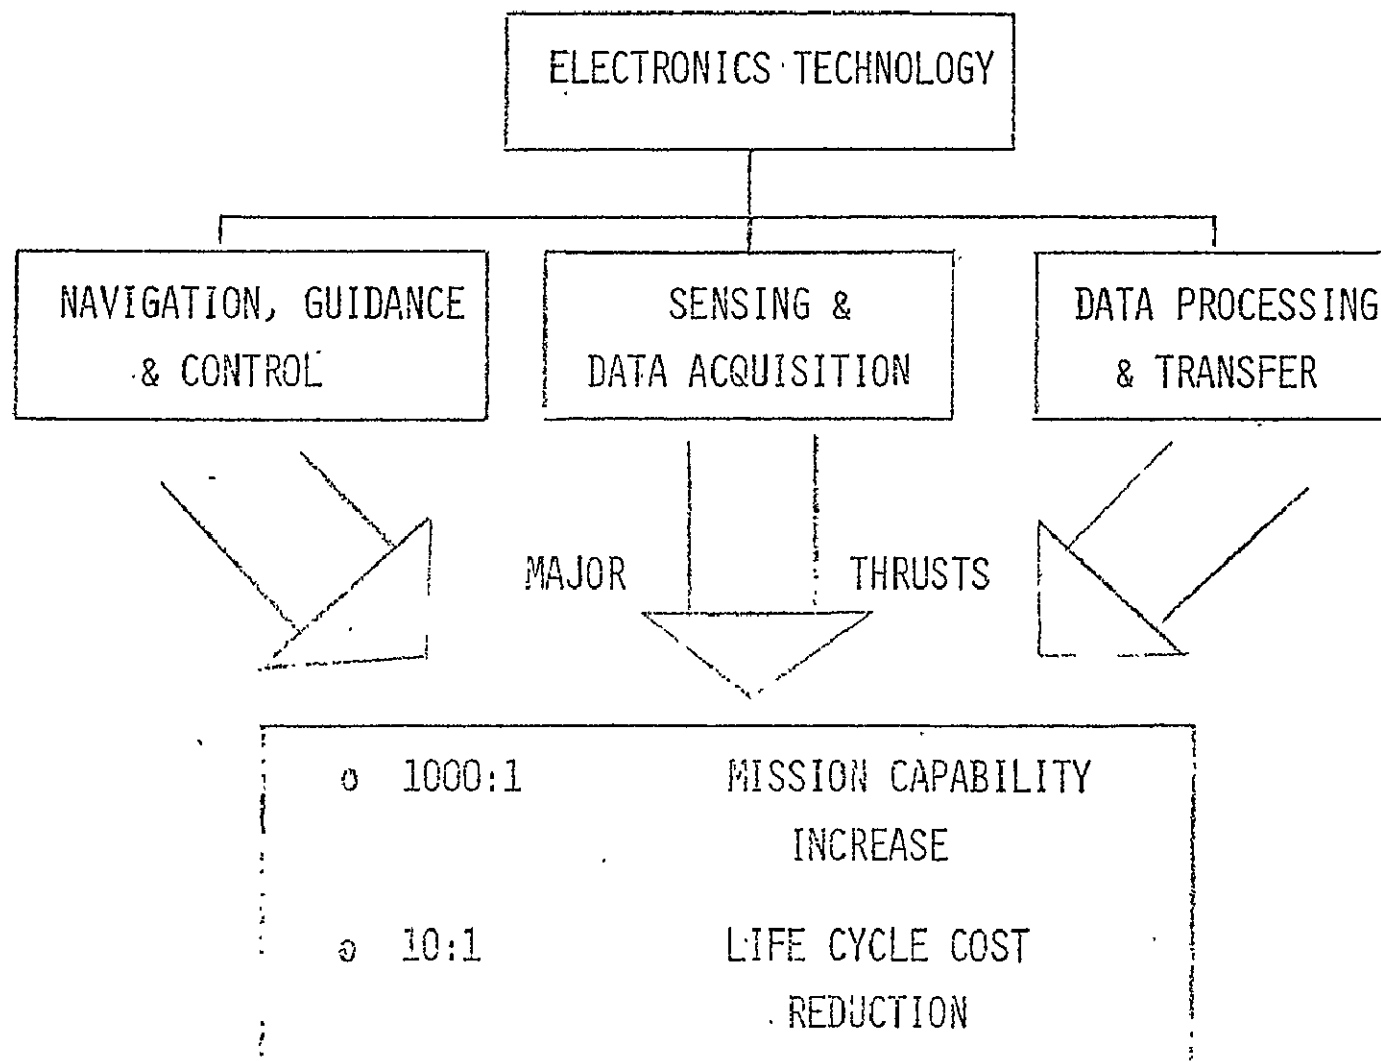 ELECTRONICS TECHNOLOGY
NAVIGATION, GUIDANCE
& CONTROL
SENSING &
DATA ACQUISITION
DATA PROCESSING
& TRANSFER
MAJOR THRUSTS
o 1000:1 MISSION CAPABILITY
INCREASE
o 10:1 LIFE CYCLE COST
REDUCTION